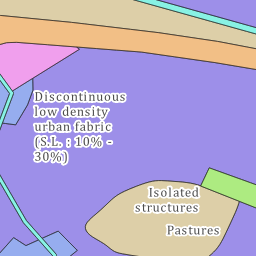 Discontinuous
low density
urban fabric
(S.L. : 10% -
30%)
Isolated
structures
Pastures